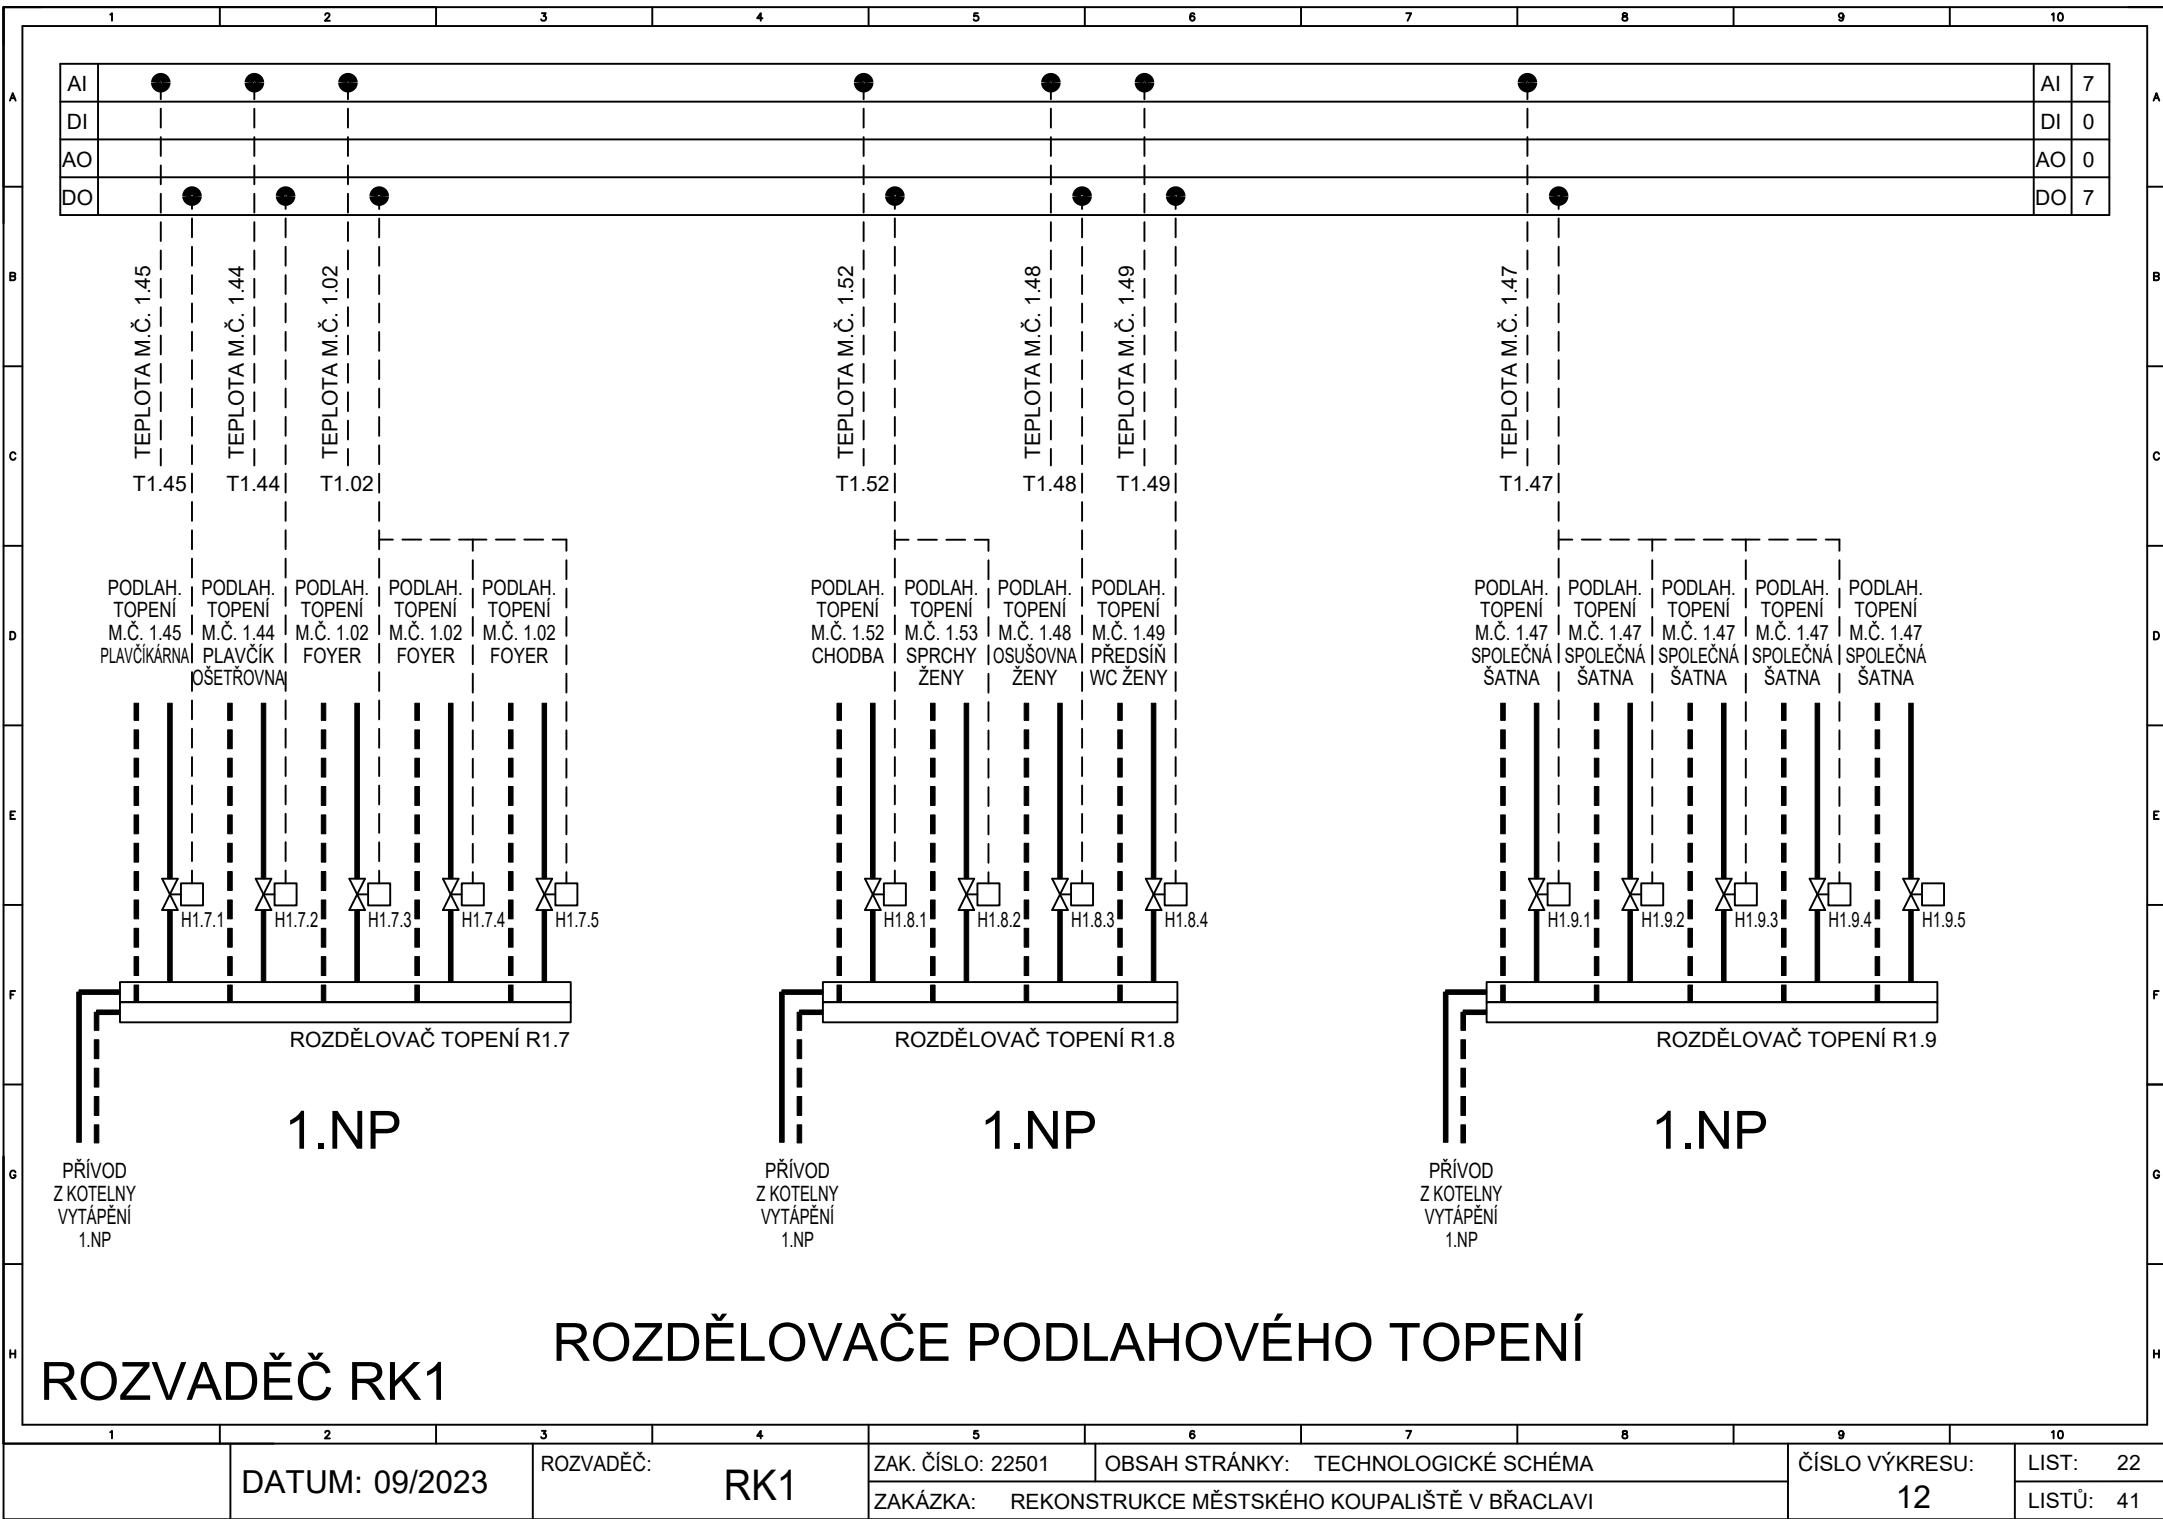 1 2 3 4 5 6 7 8 9 10
A A
B B
C C
D D
E E
F F
G G
H H
AI AI 7
DI DI 0
AO AO 0
DO DO 7
TEPLOTA M.Č. 1.45
TEPLOTA M.Č. 1.44
TEPLOTA M.Č. 1.02
TEPLOTA M.Č. 1.52
TEPLOTA M.Č. 1.48
TEPLOTA M.Č. 1.49
TEPLOTA M.Č. 1.47
T1.45 T1.44 T1.02 T1.52 T1.48 T1.49 T1.47
PODLAH.
TOPENÍ
M.Č. 1.45
PLAVČÍKÁRNA
PODLAH.
TOPENÍ
M.Č. 1.44
PLAVČÍK
OŠETŘOVNA
PODLAH.
TOPENÍ
M.Č. 1.02
FOYER
PODLAH.
TOPENÍ
M.Č. 1.02
FOYER
PODLAH.
TOPENÍ
M.Č. 1.02
FOYER
PODLAH.
TOPENÍ
M.Č. 1.52
CHODBA
PODLAH.
TOPENÍ
M.Č. 1.53
SPRCHY
ŽENY
PODLAH.
TOPENÍ
M.Č. 1.48
OSUŠOVNA
ŽENY
PODLAH.
TOPENÍ
M.Č. 1.49
PŘEDSÍŇ
WC ŽENY
PODLAH.
TOPENÍ
M.Č. 1.47
SPOLEČNÁ
ŠATNA
PODLAH.
TOPENÍ
M.Č. 1.47
SPOLEČNÁ
ŠATNA
PODLAH.
TOPENÍ
M.Č. 1.47
SPOLEČNÁ
ŠATNA
PODLAH.
TOPENÍ
M.Č. 1.47
SPOLEČNÁ
ŠATNA
PODLAH.
TOPENÍ
M.Č. 1.47
SPOLEČNÁ
ŠATNA
H1.7.1 H1.7.2 H1.7.3 H1.7.4 H1.7.5 H1.8.1 H1.8.2 H1.8.3 H1.8.4 H1.9.1 H1.9.2 H1.9.3 H1.9.4 H1.9.5
ROZDĚLOVAČ TOPENÍ R1.7
ROZDĚLOVAČ TOPENÍ R1.8
ROZDĚLOVAČ TOPENÍ R1.9
1.NP
1.NP
1.NP
PŘÍVOD
Z KOTELNY
VYTÁPĚNÍ
1.NP
PŘÍVOD
Z KOTELNY
VYTÁPĚNÍ
1.NP
PŘÍVOD
Z KOTELNY
VYTÁPĚNÍ
1.NP
ROZDĚLOVAČE PODLAHOVÉHO TOPENÍ
ROZVADĚČ RK1
1 2 3 4 5 6 7 8 9 10
DATUM: 09/2023
ROZVADĚČ:
RK1
ZAK. ČÍSLO: 22501
OBSAH STRÁNKY: TECHNOLOGICKÉ SCHÉMA
ZAKÁZKA: REKONSTRUKCE MĚSTSKÉHO KOUPALIŠTĚ V BŘACLAVI
ČÍSLO VÝKRESU:
12
LIST: 22
LISTŮ: 41